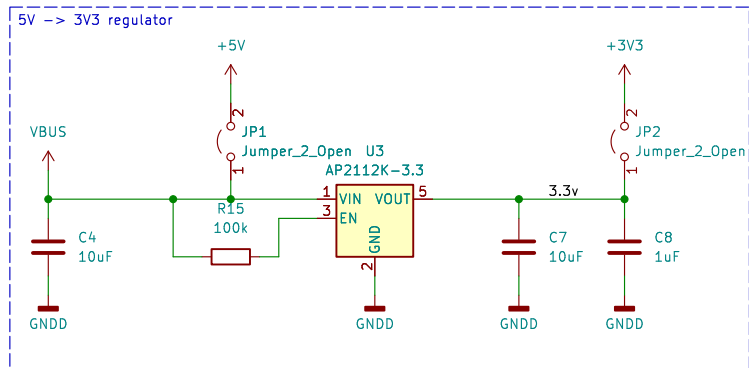 5V -> 3V3 regulator
+5V
+3V3
2
JP1
Jumper_2_Open
1
2
JP2
Jumper_2_Open
1
VBUS
U3
AP2112K-3.3
1
VIN
VOUT
5
3.3v
3
EN
GND
2
R15
100k
C4
10uF
C7
10uF
C8
1uF
GNDD
GNDD
GNDD
GNDD